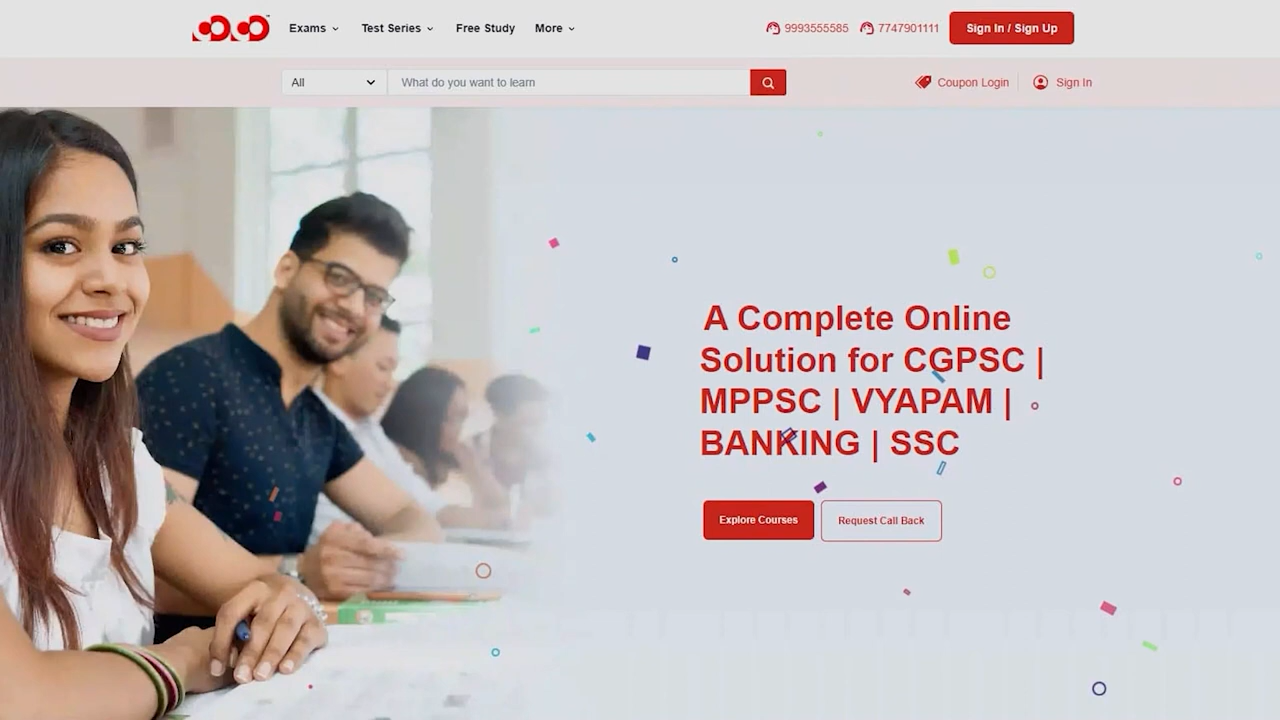 Exams
Test Series
Free Study
More
9993555585
7747901111
Sign In / Sign Up
All
What do you want to learn
Coupon Login
Sign In
A Complete Online
Solution for CGPSC |
MPPSC | VYAPAM |
BANKING | SSC
Explore Courses
Request Call Back